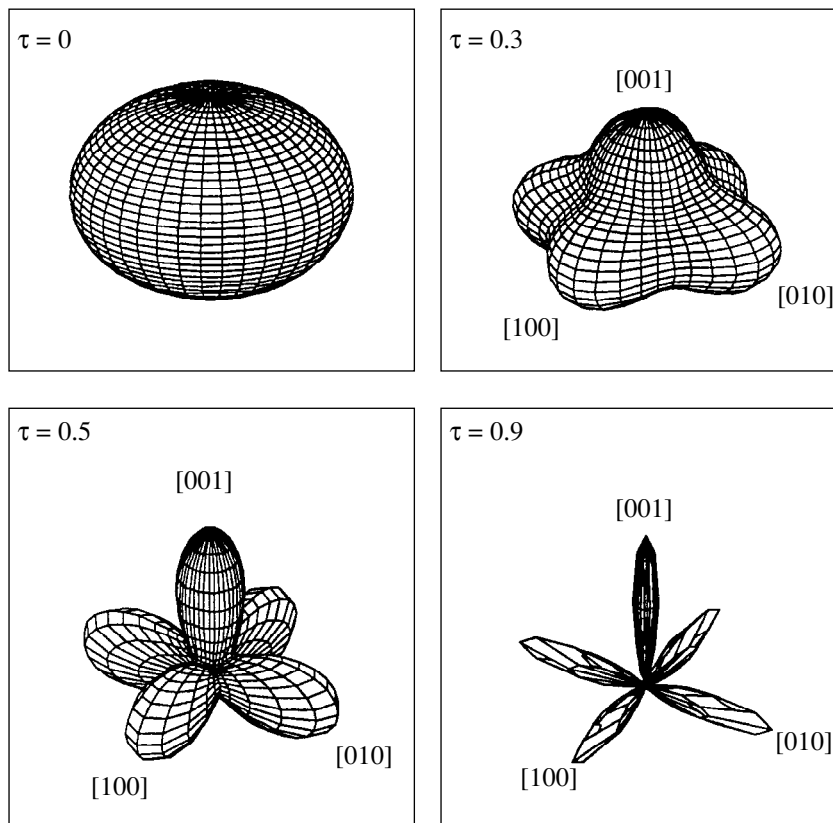 τ = 0
τ = 0.3
[001]
[010]
[100]
τ = 0.5
[001]
[010]
[100]
τ = 0.9
[001]
[010]
[100]